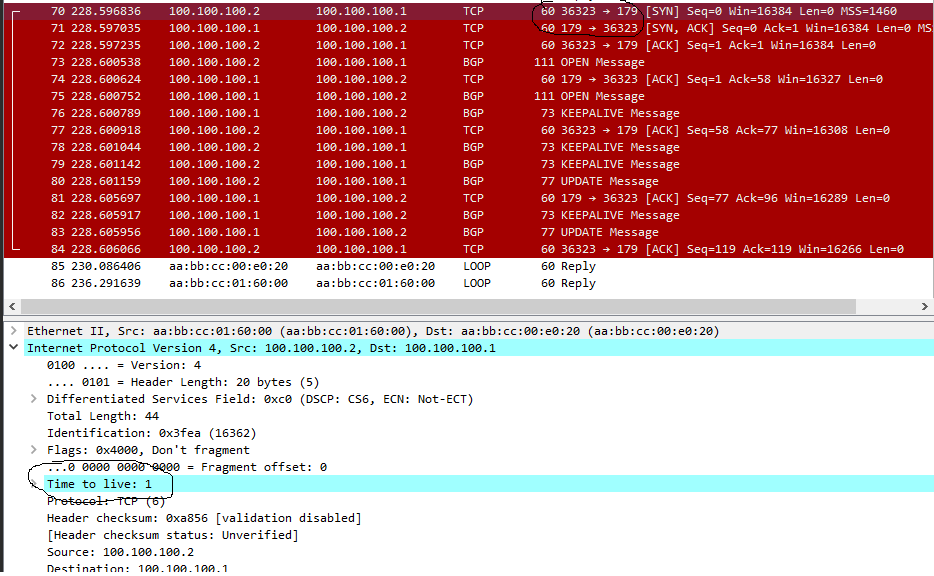 70 228.596836 100.100.100.2 100.100.100.1 TCP 60 36323 → 179 [SYN] Seq=0 Win=16384 Len=0 MSS=1460
71 228.597035 100.100.100.1 100.100.100.2 TCP 60 179 → 36323 [SYN, ACK] Seq=0 Ack=1 Win=16384 Len=0 MS
72 228.597235 100.100.100.2 100.100.100.1 TCP 60 36323 → 179 [ACK] Seq=1 Ack=1 Win=16384 Len=0
73 228.600538 100.100.100.2 100.100.100.1 BGP 111 OPEN Message
74 228.600624 100.100.100.1 100.100.100.2 TCP 60 179 → 36323 [ACK] Seq=1 Ack=58 Win=16327 Len=0
75 228.600752 100.100.100.1 100.100.100.2 BGP 111 OPEN Message
76 228.600789 100.100.100.1 100.100.100.2 BGP 73 KEEPALIVE Message
77 228.600918 100.100.100.2 100.100.100.1 TCP 60 36323 → 179 [ACK] Seq=58 Ack=77 Win=16308 Len=0
78 228.601044 100.100.100.2 100.100.100.1 BGP 73 KEEPALIVE Message
79 228.601142 100.100.100.2 100.100.100.1 BGP 73 KEEPALIVE Message
80 228.601159 100.100.100.2 100.100.100.1 BGP 77 UPDATE Message
81 228.605697 100.100.100.1 100.100.100.2 TCP 60 179 → 36323 [ACK] Seq=77 Ack=96 Win=16289 Len=0
82 228.605917 100.100.100.1 100.100.100.2 BGP 73 KEEPALIVE Message
83 228.605956 100.100.100.1 100.100.100.2 BGP 77 UPDATE Message
84 228.606066 100.100.100.2 100.100.100.1 TCP 60 36323 → 179 [ACK] Seq=119 Ack=119 Win=16266 Len=0
85 230.086406 aa:bb:cc:00:e0:20 aa:bb:cc:00:e0:20 LOOP 60 Reply
86 236.291639 aa:bb:cc:01:60:00 aa:bb:cc:01:60:00 LOOP 60 Reply
Ethernet II, Src: aa:bb:cc:01:60:00 (aa:bb:cc:01:60:00), Dst: aa:bb:cc:00:e0:20 (aa:bb:cc:00:e0:20)
Internet Protocol Version 4, Src: 100.100.100.2, Dst: 100.100.100.1
0100 .... = Version: 4
.... 0101 = Header Length: 20 bytes (5)
Differentiated Services Field: 0xc0 (DSCP: CS6, ECN: Not-ECT)
Total Length: 44
Identification: 0x3fea (16362)
Flags: 0x4000, Don't fragment
...0 0000 0000 0000 = Fragment offset: 0
Time to live: 1
Protocol: TCP (6)
Header checksum: 0xa856 [validation disabled]
[Header checksum status: Unverified]
Source: 100.100.100.2
Destination: 100.100.100.1